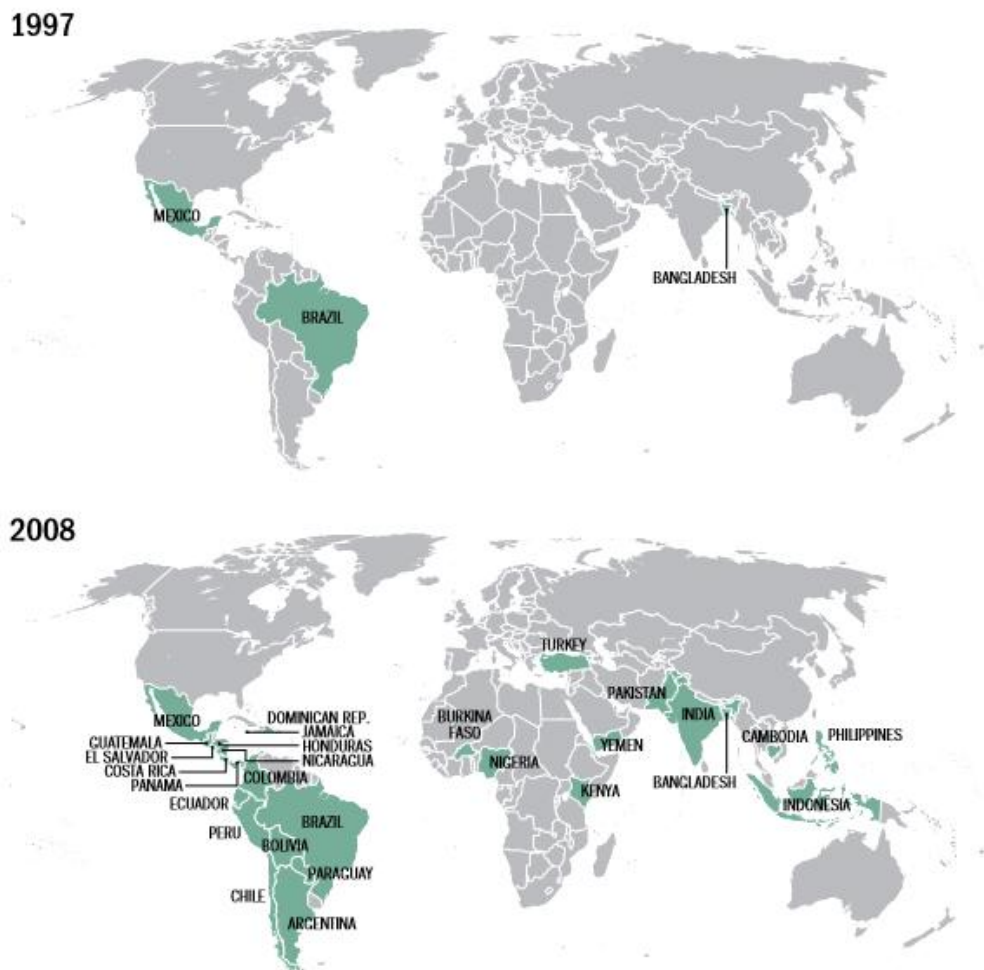 1997
MEXICO
BANGLADESH
BRAZIL
2008
TURKEY
PAKISTAN
MEXICO
DOMINICAN REP.
JAMAICA
BURKINA
FASO
INDIA
CAMBODIA
PHILIPPINES
GUATEMALA
HONDURAS
YEMEN
EL SALVADOR
NICARAGUA
NIGERIA
COSTA RICA
COLOMBIA
BANGLADESH
PANAMA
KENYA
ECUADOR
INDONESIA
BRAZIL
PERU
BOLIVIA
PARAGUAY
CHILE
ARGENTINA